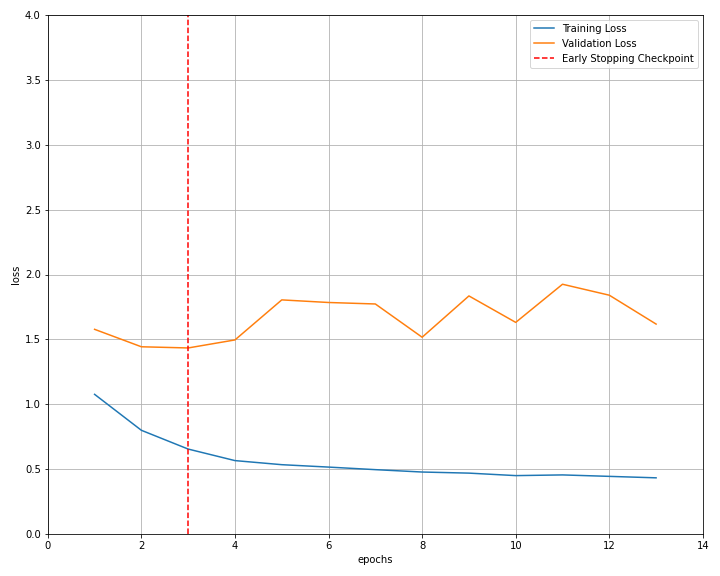 4.0
3.5
3.0
2.5
2.0
1.5
1.0
0.5
0.0
loss
0 2 4 6 8 10 12 14
epochs
Training Loss
Validation Loss
Early Stopping Checkpoint